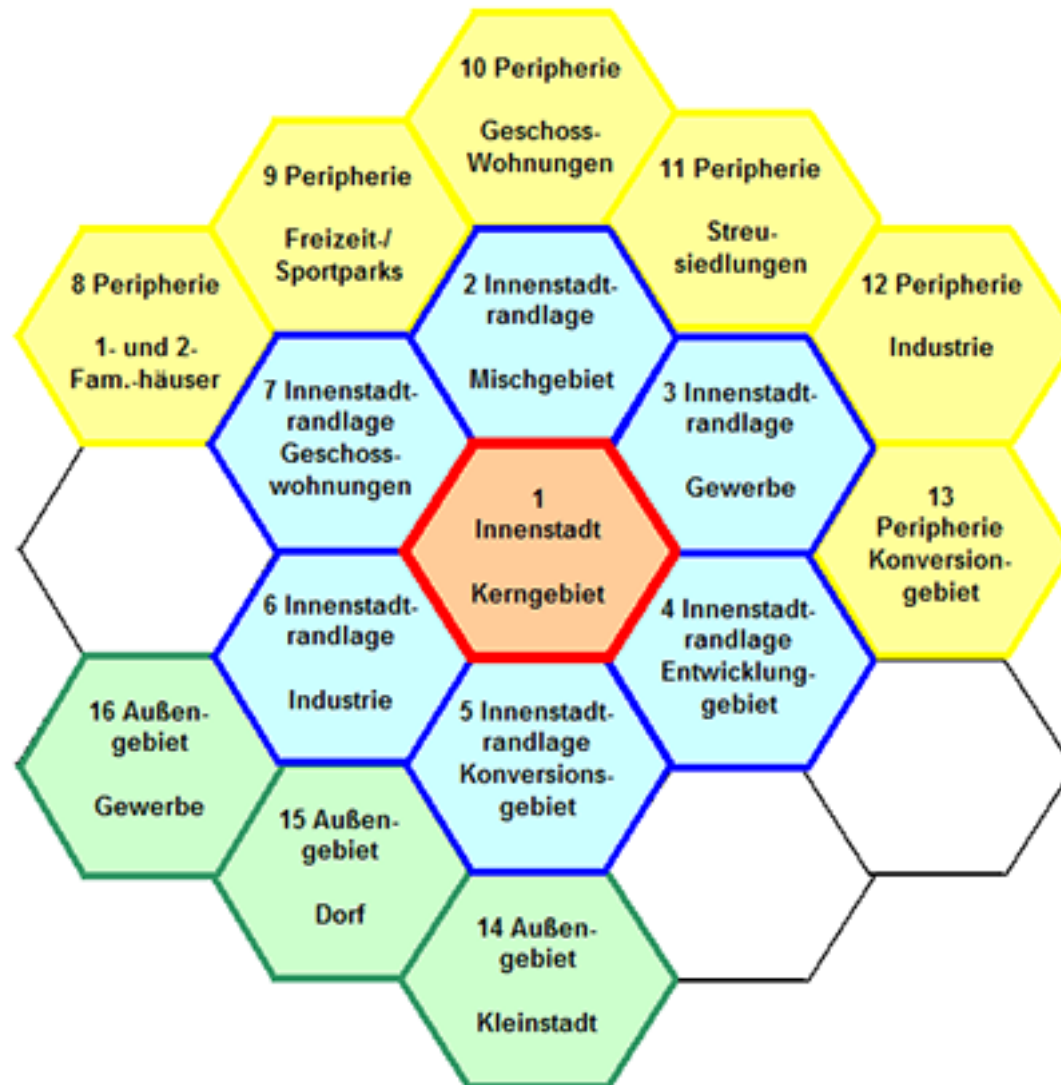 10 Peripherie
Geschoss-
Wohnungen
9 Peripherie
Freizeit-/
Sportparks
11 Peripherie
Streu-
siedlungen
8 Peripherie
1- und 2-
Fam.-häuser
2 Innenstadt-
randlage
Mischgebiet
12 Peripherie
Industrie
7 Innenstadt-
randlage
Geschoss-
wohnungen
3 Innenstadt-
randlage
Gewerbe
1
Innenstadt
Kerngebiet
13
Peripherie
Konversion-
gebiet
6 Innenstadt-
randlage
Industrie
4 Innenstadt-
randlage
Entwicklung-
gebiet
16 Außen-
gebiet
Gewerbe
5 Innenstadt-
randlage
Konversions-
gebiet
15 Außen-
gebiet
Dorf
14 Außen-
gebiet
Kleinstadt